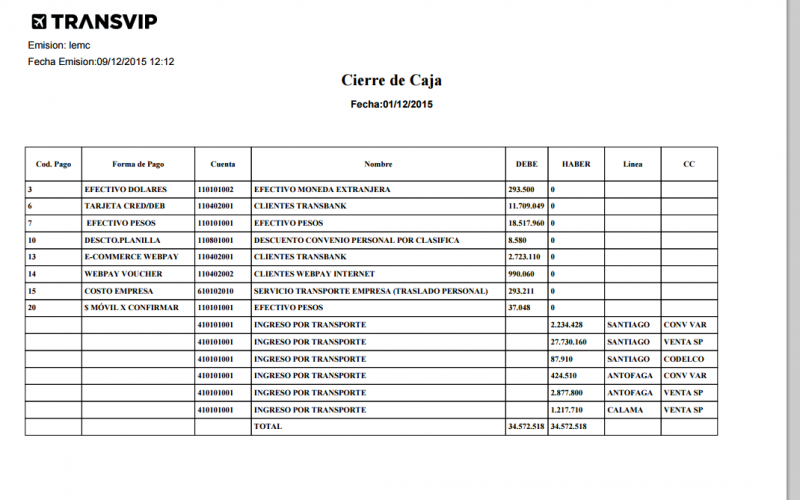 TRANSVIP
Emision: lemc
Fecha Emision:09/12/2015 12:12
Cierre de Caja
Fecha:01/12/2015
Cod. Pago Forma de Pago Cuenta Nombre DEBE HABER Linea CC
3 EFECTIVO DOLARES 110101002 EFECTIVO MONEDA EXTRANJERA 293.500 0
6 TARJETA CRED/DEB 110402001 CLIENTES TRANSBANK 11.709.049 0
7 EFECTIVO PESOS 110101001 EFECTIVO PESOS 18.517.960 0
10 DESCTO.PLANILLA 110801001 DESCUENTO CONVENIO PERSONAL POR CLASIFICA 8.580 0
13 E-COMMERCE WEBPAY 110402001 CLIENTES TRANSBANK 2.723.110 0
14 WEBPAY VOUCHER 110402002 CLIENTES WEBPAY INTERNET 990.060 0
15 COSTO EMPRESA 610102010 SERVICIO TRANSPORTE EMPRESA (TRASLADO PERSONAL) 293.211 0
20 $ MÓVIL X CONFIRMAR 110101001 EFECTIVO PESOS 37.048 0
410101001 INGRESO POR TRANSPORTE 2.234.428 SANTIAGO CONV VAR
410101001 INGRESO POR TRANSPORTE 27.730.160 SANTIAGO VENTA SP
410101001 INGRESO POR TRANSPORTE 87.910 SANTIAGO CODELCO
410101001 INGRESO POR TRANSPORTE 424.510 ANTOFAGA CONV VAR
410101001 INGRESO POR TRANSPORTE 2.877.800 ANTOFAGA VENTA SP
410101001 INGRESO POR TRANSPORTE 1.217.710 CALAMA VENTA SP
TOTAL 34.572.518 34.572.518